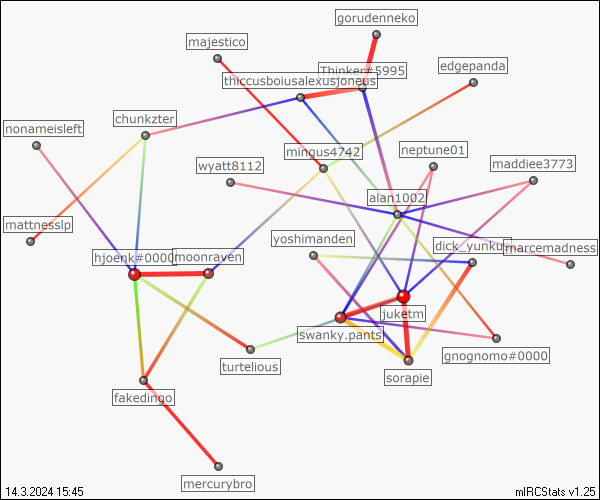 gorudenneko
majestico
Thinker#5995
edgepanda
thiccusboiusalexusjoneus
chunkzter
nonameisleft
mingus4742
neptune01
wyatt8112
maddiee3773
alan1002
mattnesslp
yoshimanden
dick_yunkel
marcemadness
hjoenk#0000
moonraven
juketm
swanky.pants
gnognomo#0000
turtelious
sorapie
fakedingo
mercurybro
14.3.2024 15:45
mIRCStats v1.25